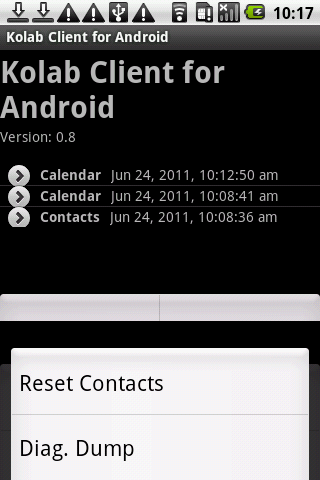 10:17
Kolab Client for Android
Kolab Client for
Android
Version: 0.8
Calendar Jun 24, 2011, 10:12:50 am
Calendar Jun 24, 2011, 10:08:41 am
Contacts Jun 24, 2011, 10:08:36 am
Reset Contacts
Diag. Dump